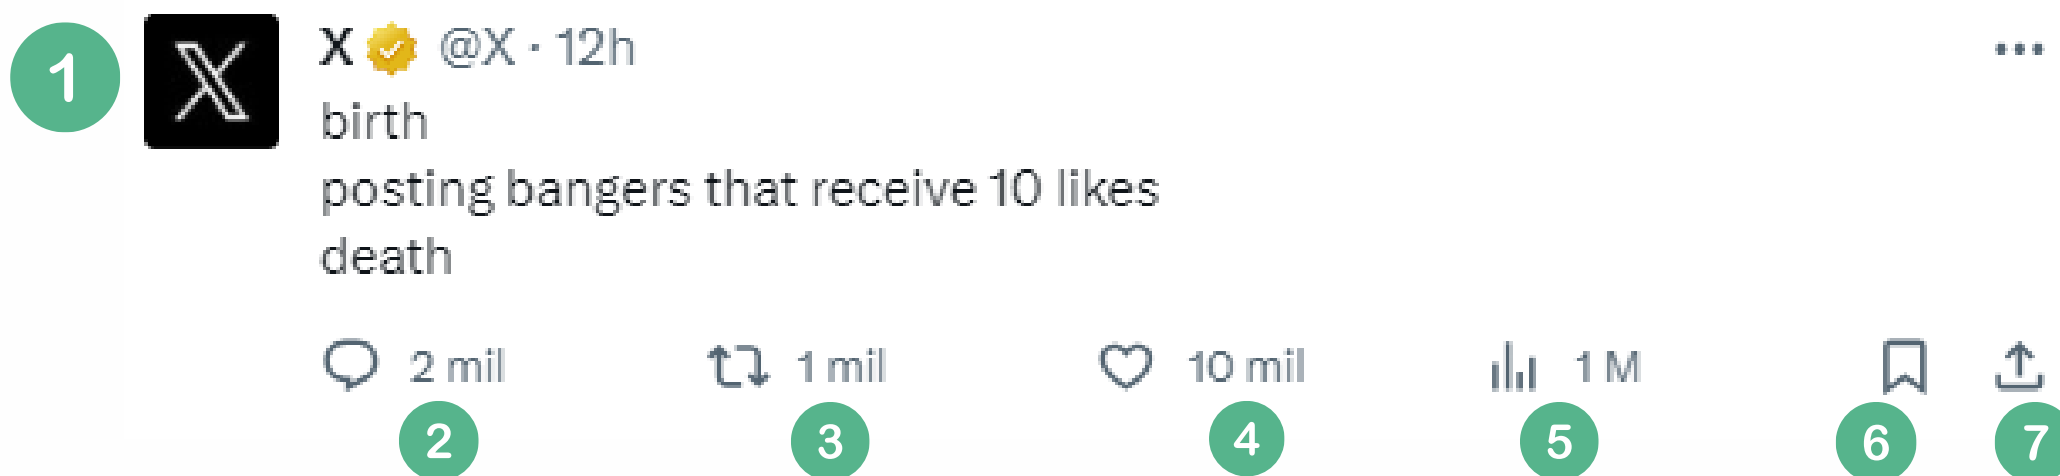 1
X @X · 12h
birth
posting bangers that receive 10 likes
death
2 mil 1 mil 10 mil 1 M
2 3 4 5 6 7